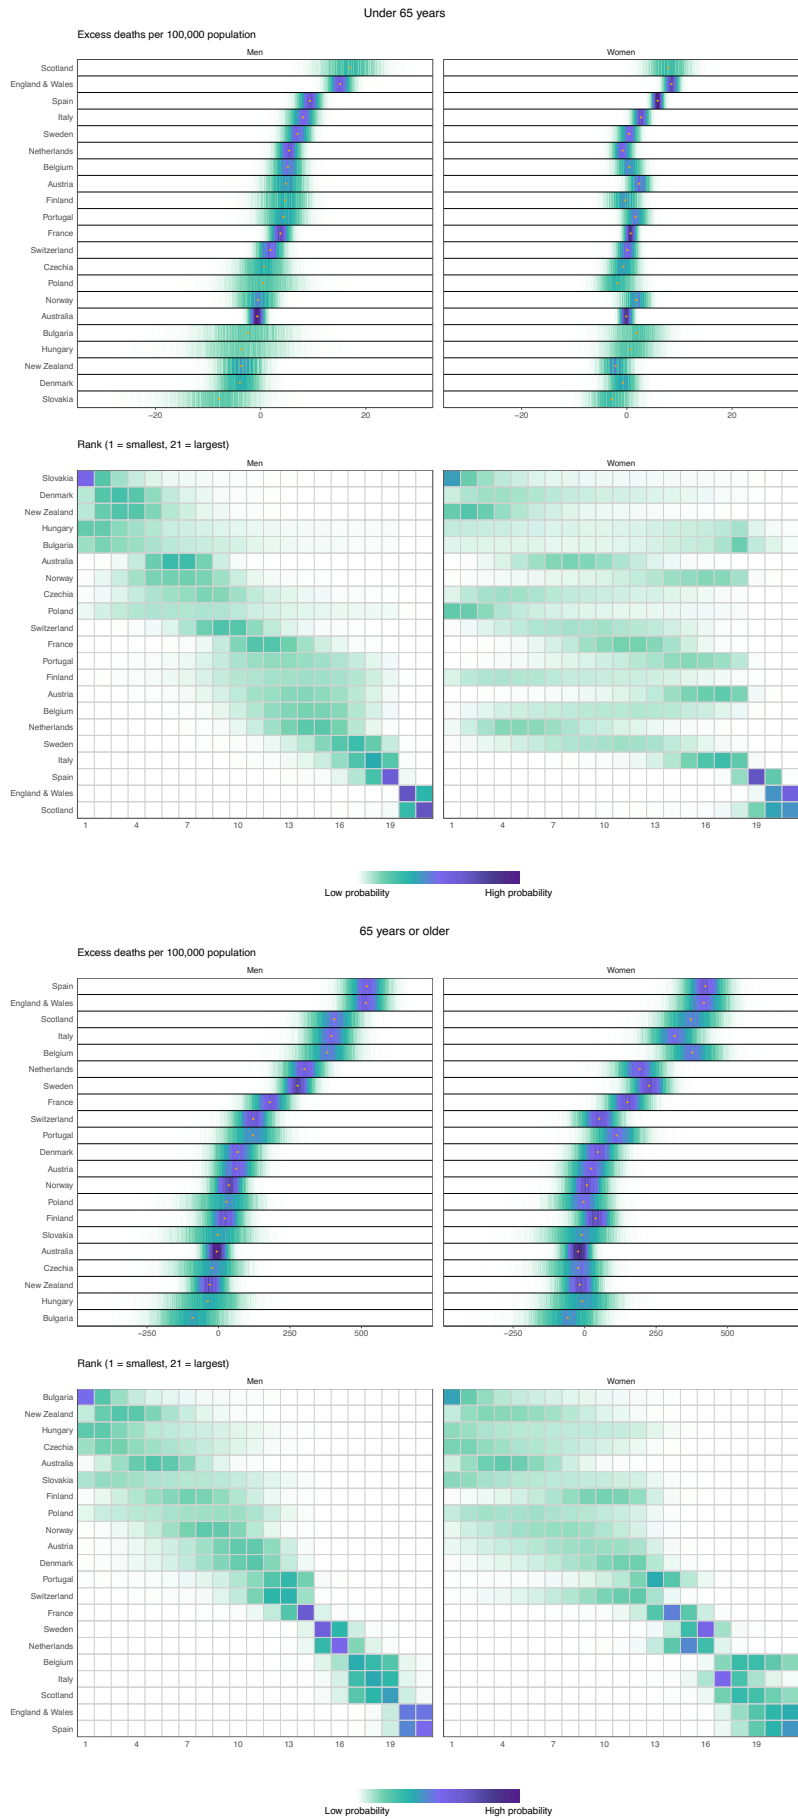 Under 65 years
Excess deaths per 100,000 population
Men
Women
Scotland
England & Wales
Spain
Italy
Sweden
Netherlands
Belgium
Austria
Finland
Portugal
France
Switzerland
Czechia
Poland
Norway
Australia
Bulgaria
Hungary
New Zealand
Denmark
Slovakia
−20 0 20 −20 0 20
Rank (1 = smallest, 21 = largest)
Men
Women
Slovakia
Denmark
New Zealand
Hungary
Bulgaria
Australia
Norway
Czechia
Poland
Switzerland
France
Portugal
Finland
Austria
Belgium
Netherlands
Sweden
Italy
Spain
England & Wales
Scotland
1 4 7 10 13 16 19 1 4 7 10 13 16 19
Low probability High probability
65 years or older
Excess deaths per 100,000 population
Men
Women
Spain
England & Wales
Scotland
Italy
Belgium
Netherlands
Sweden
France
Switzerland
Portugal
Denmark
Austria
Norway
Poland
Finland
Slovakia
Australia
Czechia
New Zealand
Hungary
Bulgaria
−250 0 250 500 −250 0 250 500
Rank (1 = smallest, 21 = largest)
Men
Women
Bulgaria
New Zealand
Hungary
Czechia
Australia
Slovakia
Finland
Poland
Norway
Austria
Denmark
Portugal
Switzerland
France
Sweden
Netherlands
Belgium
Italy
Scotland
England & Wales
Spain
1 4 7 10 13 16 19 1 4 7 10 13 16 19
Low probability High probability